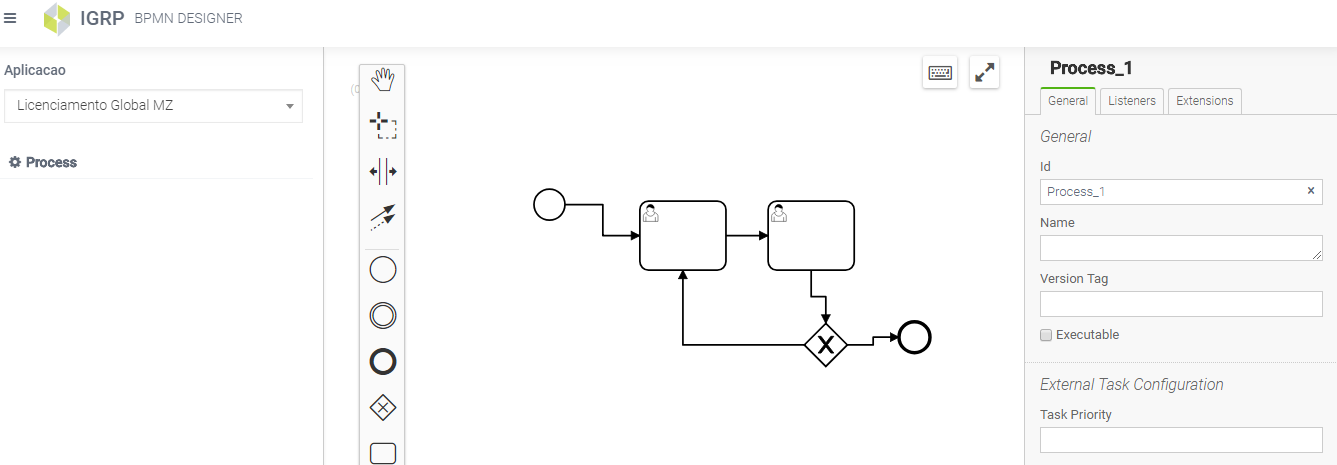 IGRP BPMN DESIGNER
Aplicacao
Licenciamento Global MZ
Process
Process_1
General Listeners Extensions
General
Id
Process_1
Name
Version Tag
Executable
External Task Configuration
Task Priority